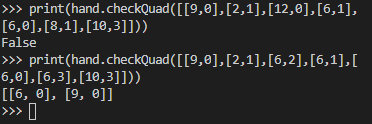 >>> print(hand.checkQuad([[9,0],[2,1],[12,0],[6,1],
[6,0],[8,1],[10,3]]))
False
>>> print(hand.checkQuad([[9,0],[2,1],[6,2],[6,1],[
6,0],[6,3],[10,3]]))
[[6, 0], [9, 0]]
>>>